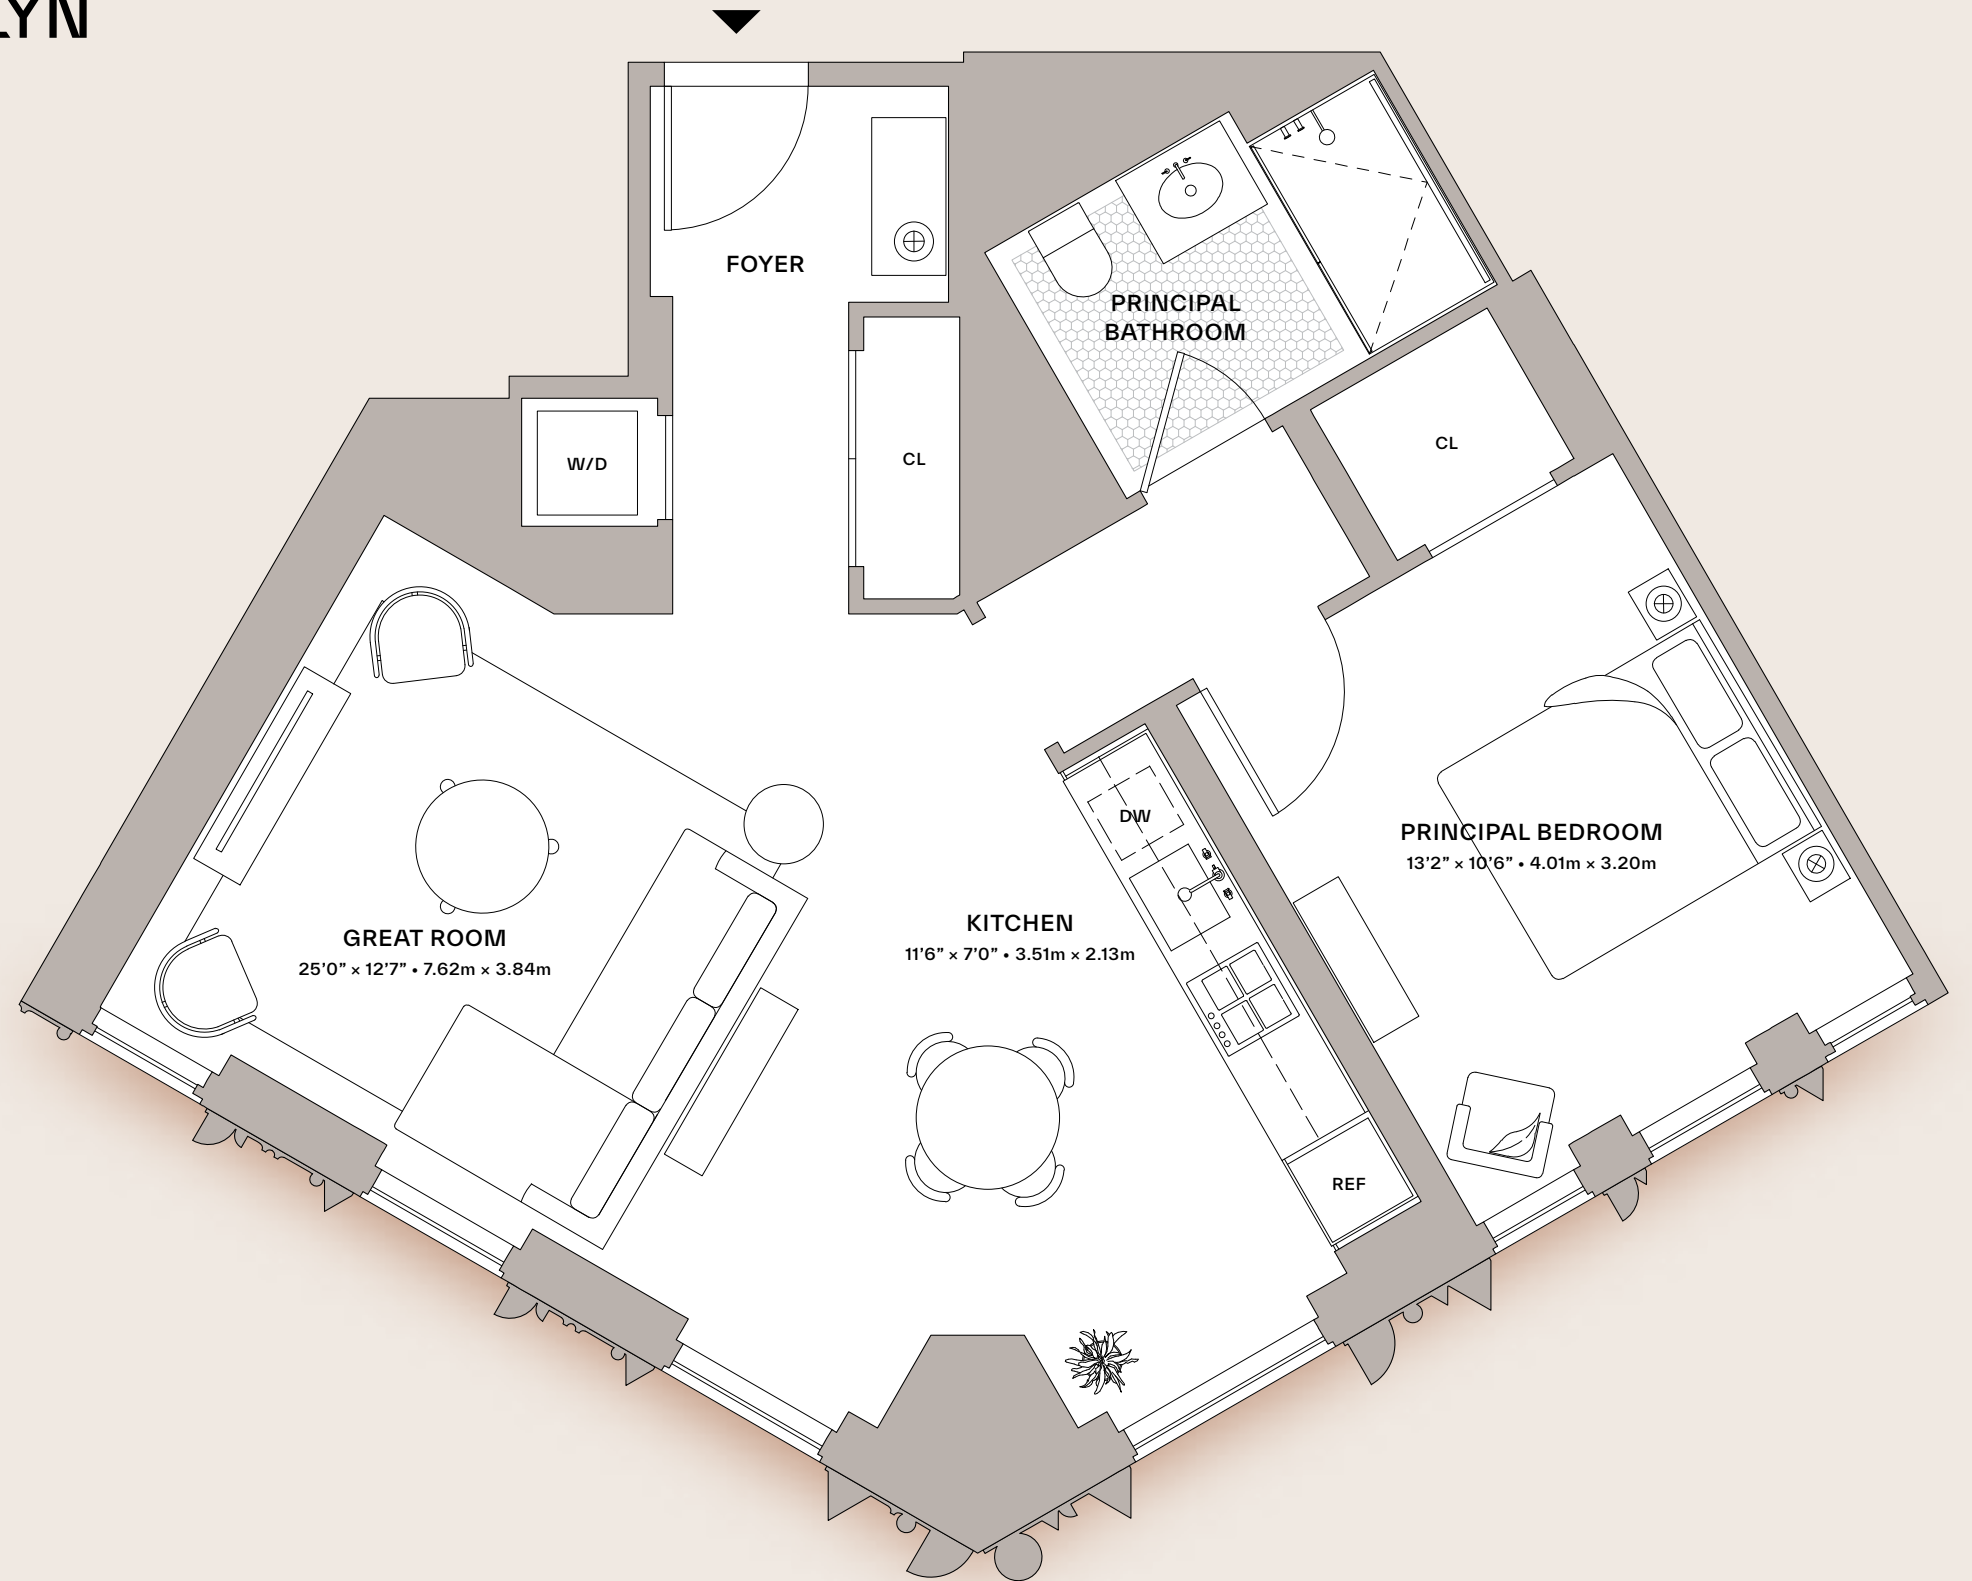 LYN
FOYER
PRINCIPAL
BATHROOM
W/D
CL
CL
DW
PRINCIPAL BEDROOM
13’2” × 10’6” • 4.01m × 3.20m
KITCHEN
11’6” × 7’0” • 3.51m × 2.13m
GREAT ROOM
25’0” × 12’7” • 7.62m × 3.84m
REF